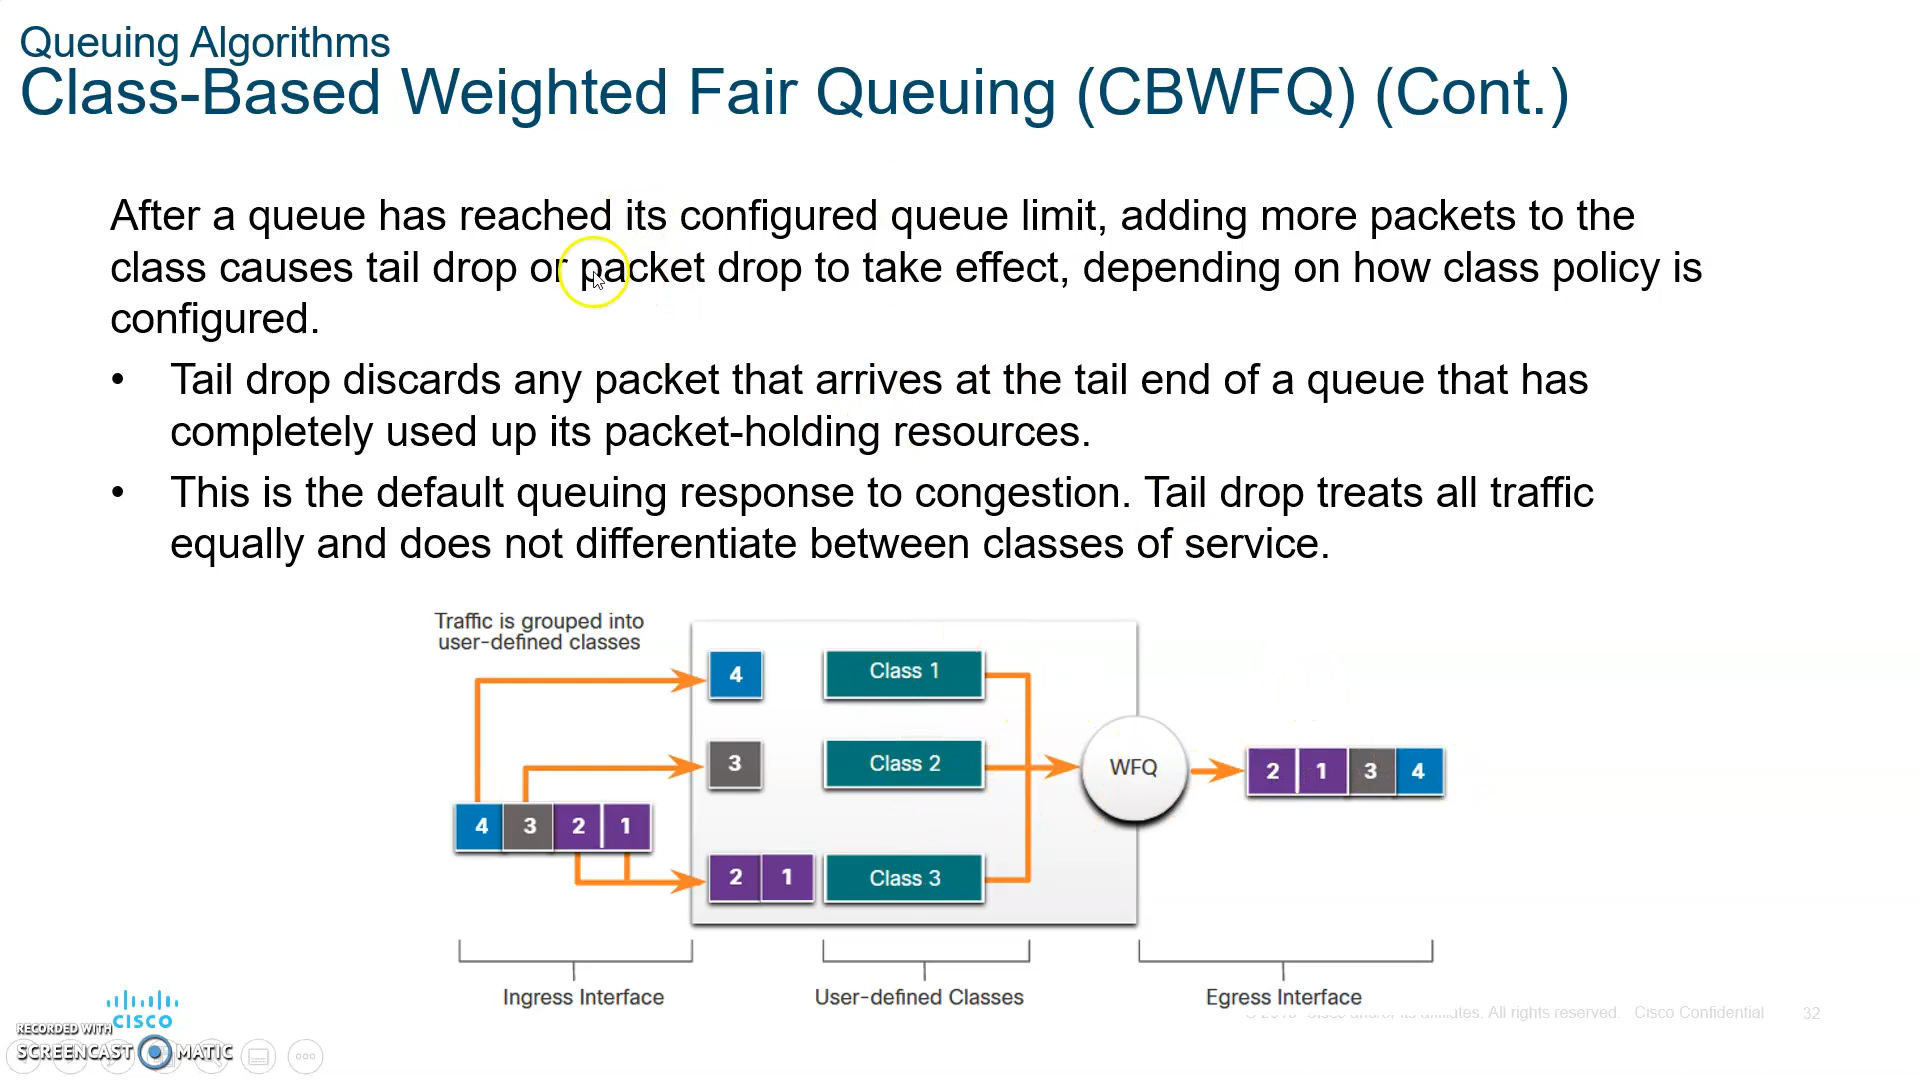 Queuing Algorithms
Class-Based Weighted Fair Queuing (CBWFQ) (Cont.)
After a queue has reached its configured queue limit, adding more packets to the
class causes tail drop or packet drop to take effect, depending on how class policy is
configured.
• Tail drop discards any packet that arrives at the tail end of a queue that has
completely used up its packet-holding resources.
• This is the default queuing response to congestion. Tail drop treats all traffic
equally and does not differentiate between classes of service.
Traffic is grouped into
user-defined classes
4 Class 1
3 Class 2
WFQ
2 1 3 4
4 3 2 1
2 1 Class 3
Ingress Interface
User-defined Classes
Egress Interface
All rights reserved. Cisco Confidential
32
CISCO
RECORDED WITH
SCREENCAST MATIC